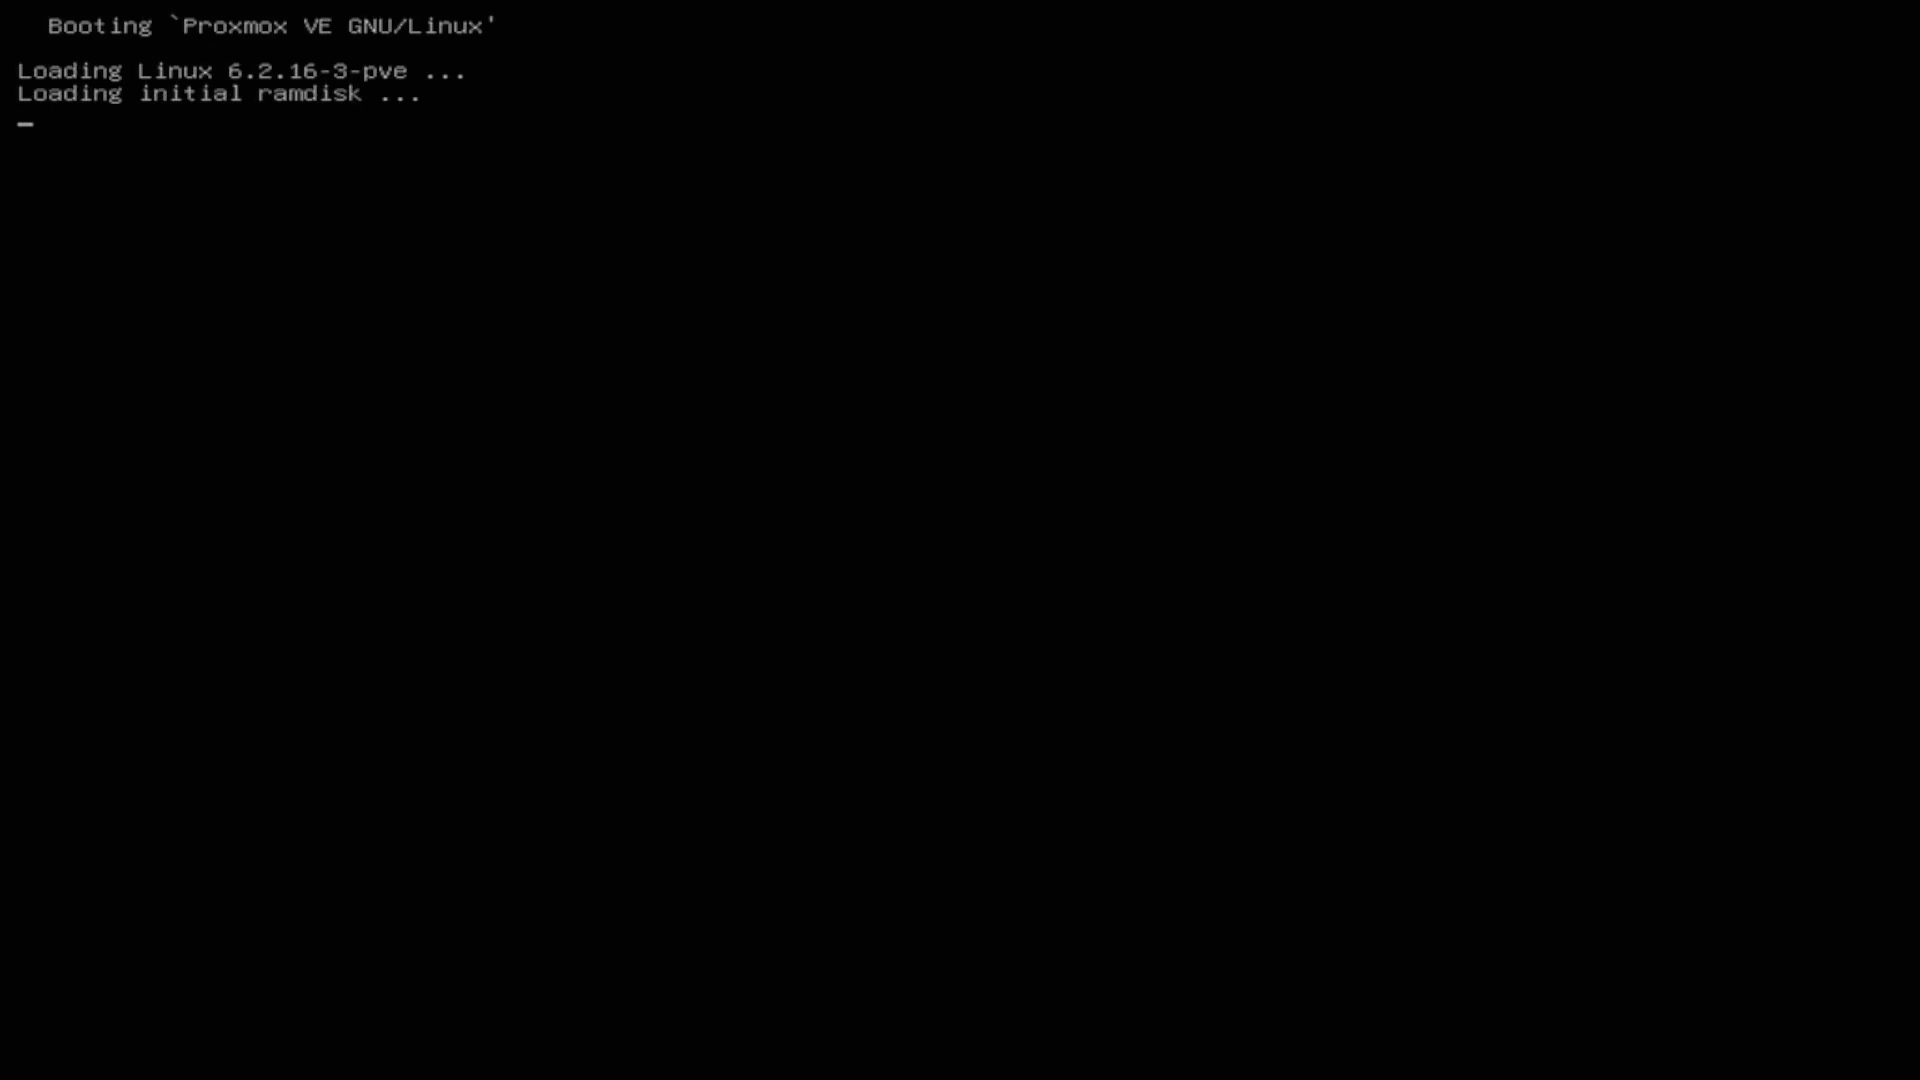 Booting `Proxmox VE GNU/Linux'
Loading Linux 6.2.16-3-pve ...
Loading initial ramdisk ...
_